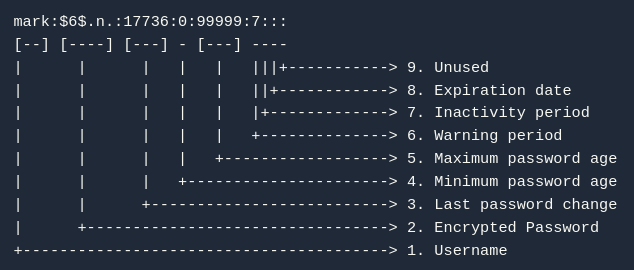 mark:$6$.n.:17736:0:99999:7:::
[--] [----] [---] - [---] ----
|      |      |   |   |   |||+-----------> 9. Unused
|      |      |   |   |   ||+------------> 8. Expiration date
|      |      |   |   |   |+-------------> 7. Inactivity period
|      |      |   |   |   +--------------> 6. Warning period
|      |      |   |   +------------------> 5. Maximum password age
|      |      |   +----------------------> 4. Minimum password age
|      |      +--------------------------> 3. Last password change
|      +---------------------------------> 2. Encrypted Password
+----------------------------------------> 1. Username